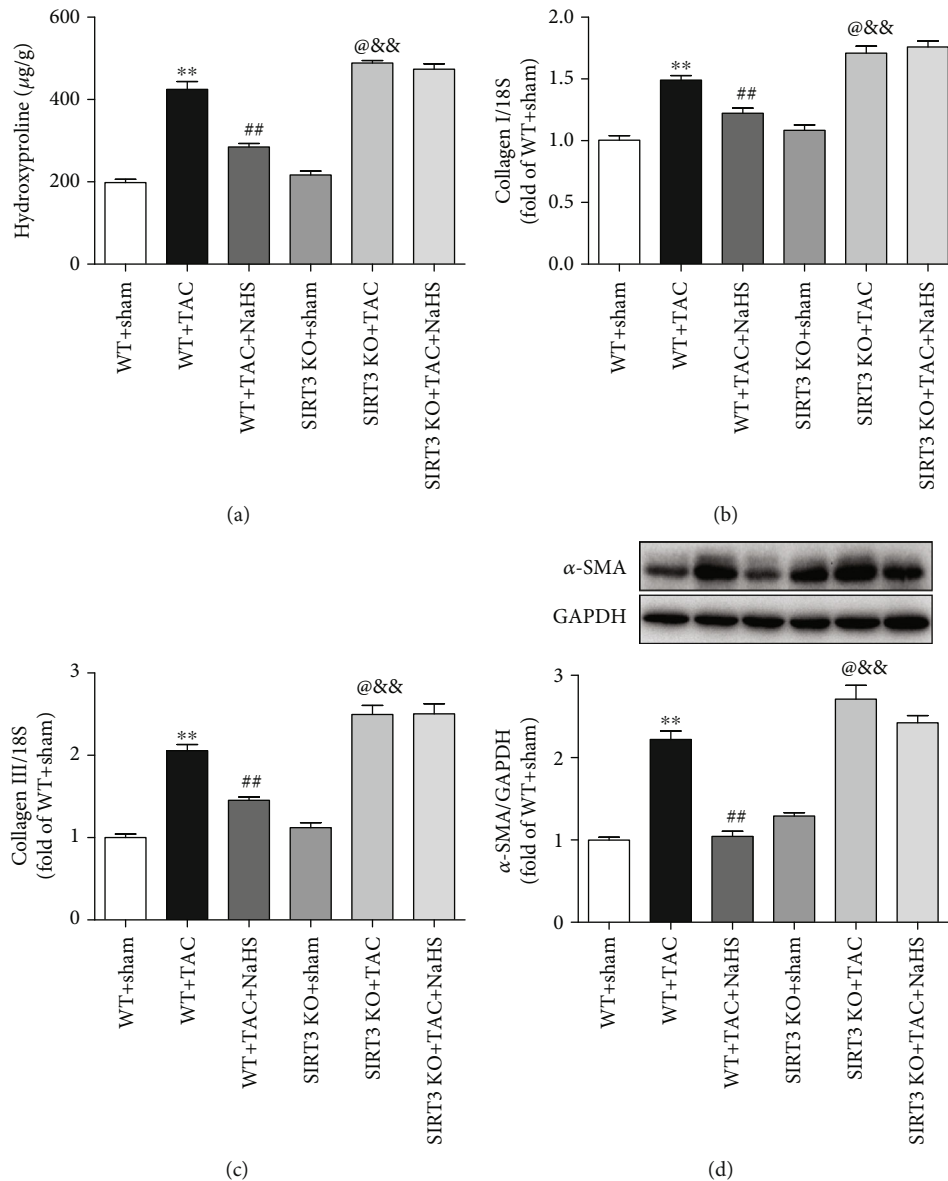 600
400
200
0
Hydroxyproline (μg/g)
**
##
@&&
WT+sham
WT+TAC
WT+TAC+NaHS
SIRT3 KO+sham
SIRT3 KO+TAC
SIRT3 KO+TAC+NaHS
(a)
2.0
1.5
1.0
0.5
0.0
Collagen I/18S
(fold of WT+sham)
**
##
@&&
WT+sham
WT+TAC
WT+TAC+NaHS
SIRT3 KO+sham
SIRT3 KO+TAC
SIRT3 KO+TAC+NaHS
(b)
3
2
1
0
Collagen III/18S
(fold of WT+sham)
**
##
@&&
WT+sham
WT+TAC
WT+TAC+NaHS
SIRT3 KO+sham
SIRT3 KO+TAC
SIRT3 KO+TAC+NaHS
(c)
α-SMA
GAPDH
3
2
1
0
α-SMA/GAPDH
(fold of WT+sham)
**
##
@&&
WT+sham
WT+TAC
WT+TAC+NaHS
SIRT3 KO+sham
SIRT3 KO+TAC
SIRT3 KO+TAC+NaHS
(d)